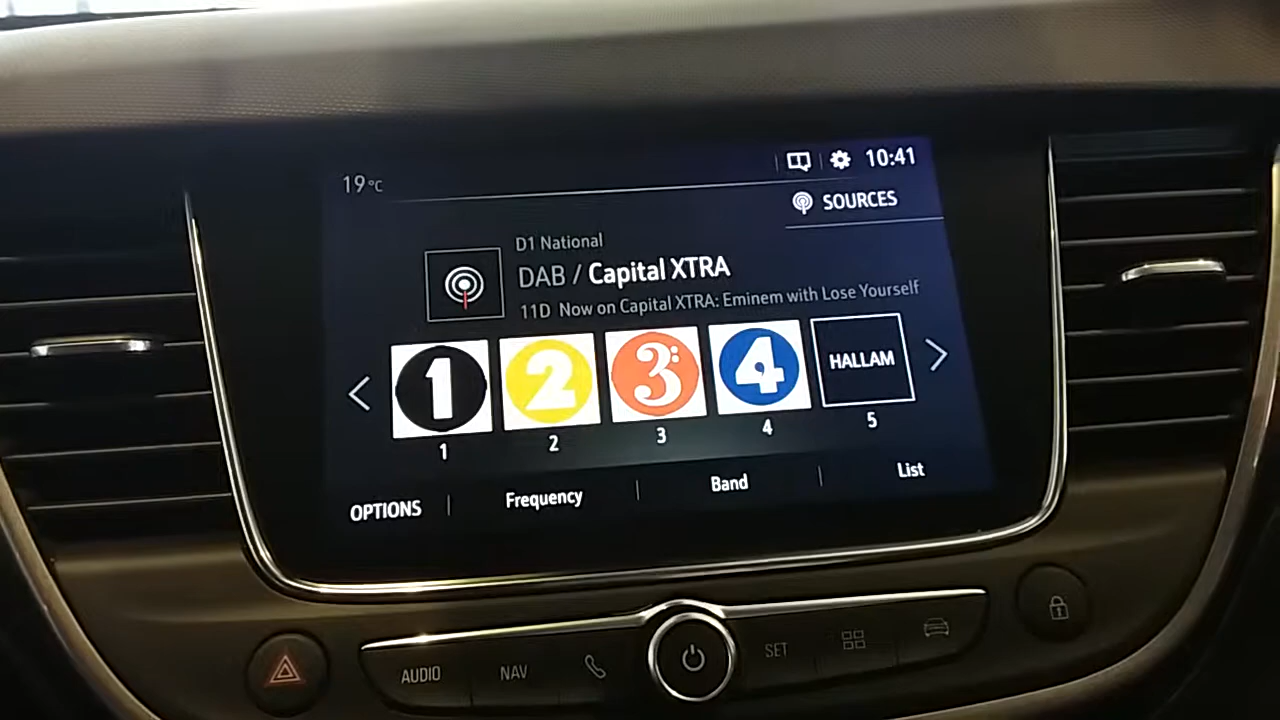 19°C
10:41
SOURCES
D1 National
DAB / Capital XTRA
11D Now on Capital XTRA: Eminem with Lose Yourself
1 2 3 4 HALLAM
1 2 3 4 5
OPTIONS Frequency Band List
AUDIO NAV SET